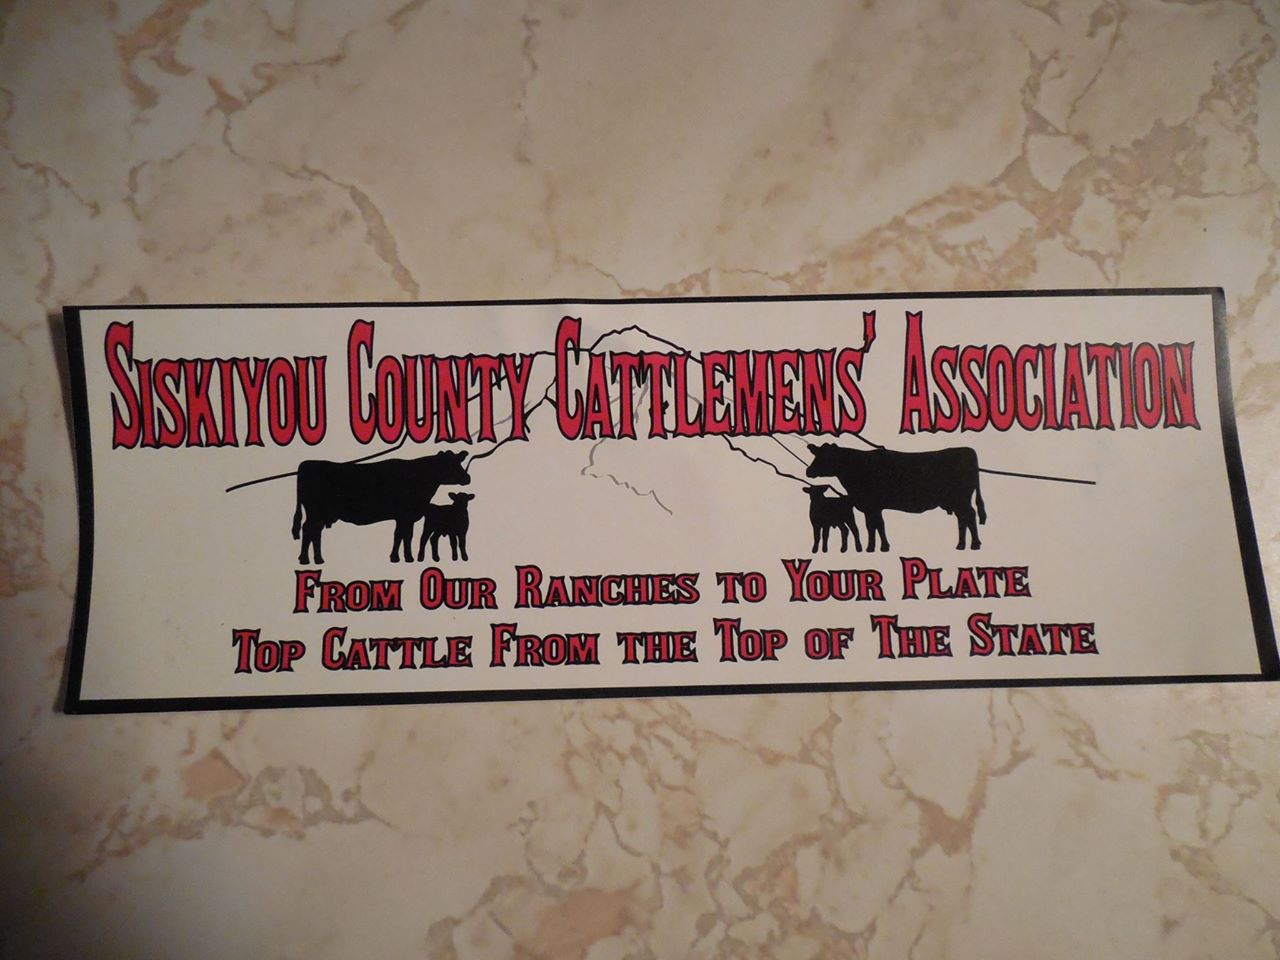 Siskiyou County Cattlemens' Association
From Our Ranches to Your Plate
Top Cattle From the Top of The State